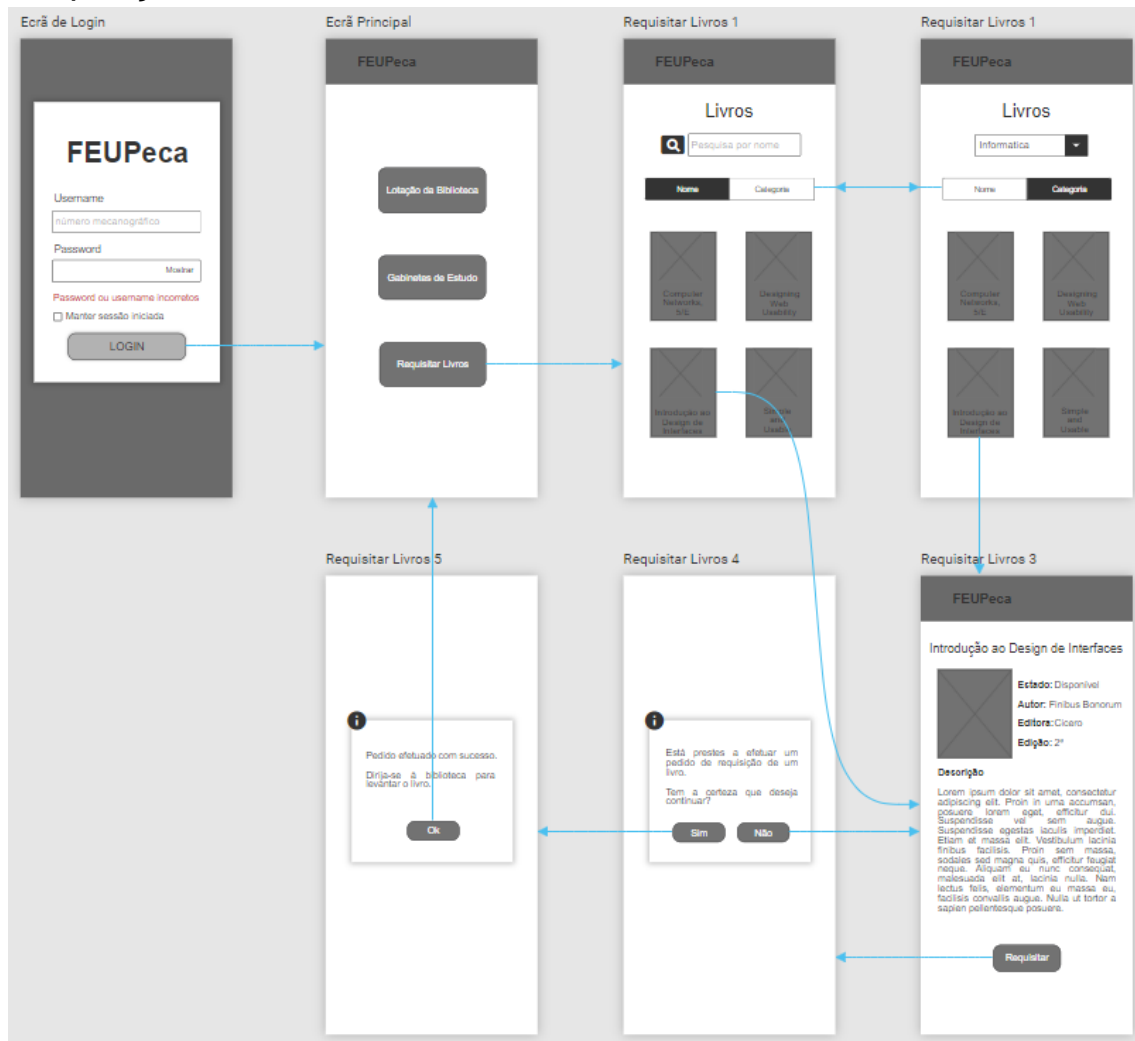 Ecrã de Login
Ecrã Principal
Requisitar Livros 1
Requisitar Livros 1
FEUPeca
Username
número mecanográfico
Password
Mostrar
Password ou username incorretos
Manter sessão iniciada
LOGIN
FEUPeca
Lotação da Biblioteca
Gabinetes de Estudo
Requisitar Livros
FEUPeca
Livros
Pesquisa por nome
Nome
Categoria
Computer
Networks,
5/E
Designing
Web
Usability
Introdução ao
Design de
Interfaces
Simple
and
Usable
FEUPeca
Livros
Informatica
Nome
Categoria
Computer
Networks,
5/E
Designing
Web
Usability
Introdução ao
Design de
Interfaces
Simple
and
Usable
Requisitar Livros 5
Requisitar Livros 4
Requisitar Livros 3
Pedido efetuado com sucesso.
Dirija-se à biblioteca para
levantar o livro.
Ok
Está prestes a efetuar um
pedido de requisição de um
livro.
Tem a certeza que deseja
continuar?
Sim
Não
FEUPeca
Introdução ao Design de Interfaces
Estado: Disponível
Autor: Finibus Bonorum
Editora: Cicero
Edição: 2ª
Descrição
Lorem ipsum dolor sit amet, consectetur
adipiscing elit. Proin in urna accumsan,
posuere lorem eget, efficitur dui.
Suspendisse vel sem augue.
Suspendisse egestas iaculis imperdiet.
Etiam et massa elit. Vestibulum lacinia
finibus facilisis. Proin sem massa,
sodales sed magna quis, efficitur feugiat
neque. Aliquam eu nunc consequat,
malesuada elit at, lacinia nulla. Nam
lectus felis, elementum eu massa eu,
facilisis convallis augue. Nulla ut tortor a
sapien pellentesque posuere.
Requisitar